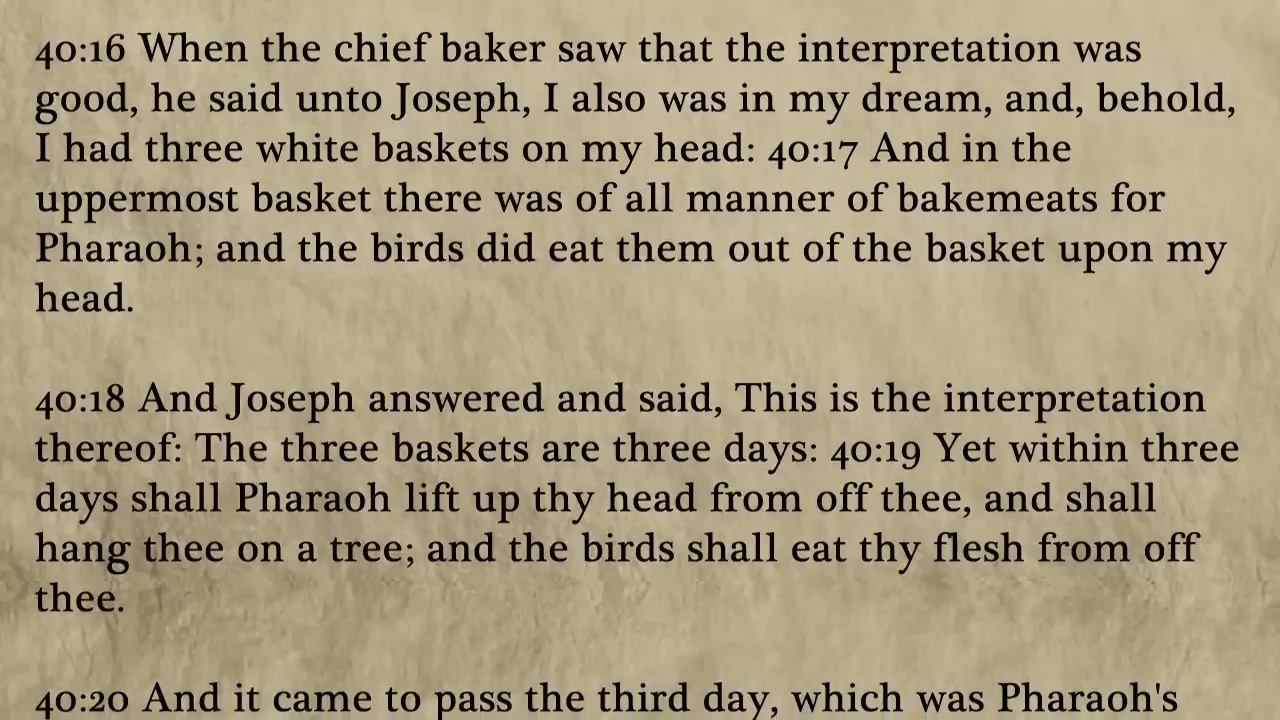 40:16 When the chief baker saw that the interpretation was
good, he said unto Joseph, I also was in my dream, and, behold,
I had three white baskets on my head: 40:17 And in the
uppermost basket there was of all manner of bakemeats for
Pharaoh; and the birds did eat them out of the basket upon my
head.
40:18 And Joseph answered and said, This is the interpretation
thereof: The three baskets are three days: 40:19 Yet within three
days shall Pharaoh lift up thy head from off thee, and shall
hang thee on a tree; and the birds shall eat thy flesh from off
thee.
40:20 And it came to pass the third day, which was Pharaoh's